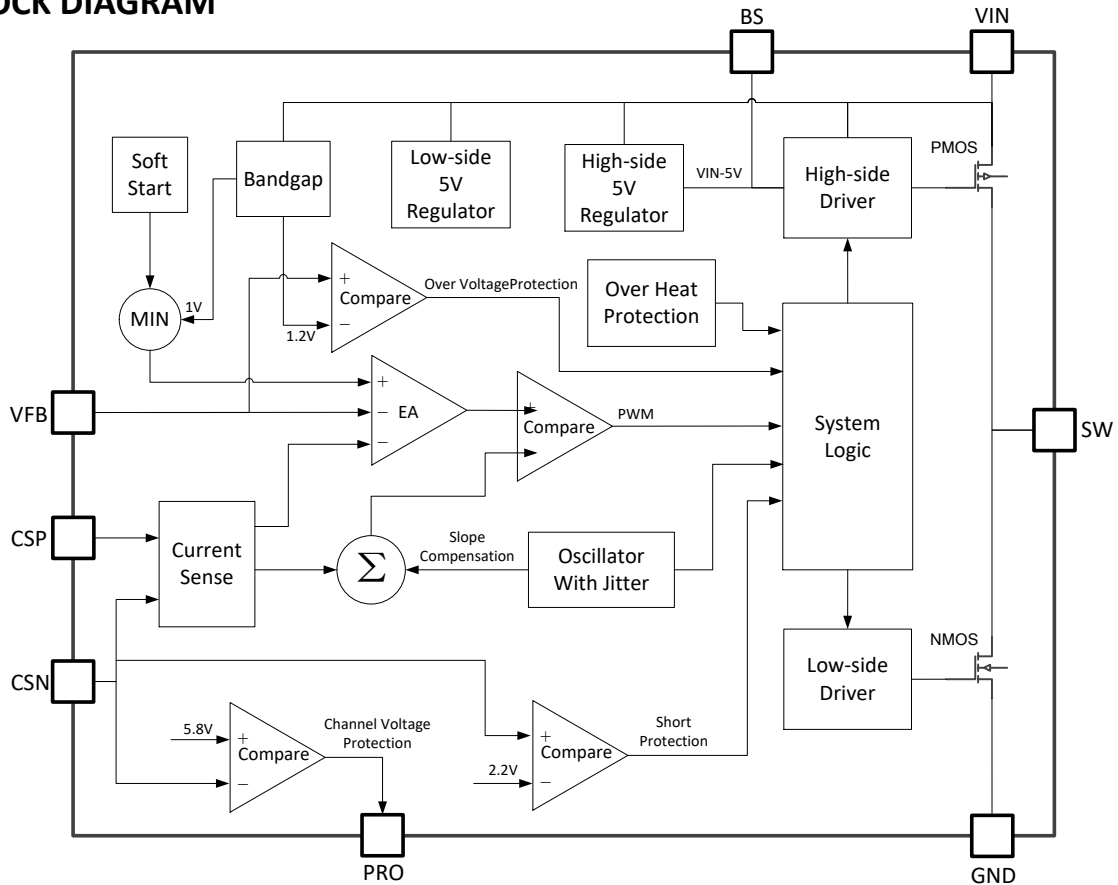 OCK DIAGRAM
BS
VIN
Soft
Start
Bandgap
Low-side
5V
Regulator
High-side
5V
Regulator
VIN-5V
High-side
Driver
PMOS
MIN
1V
1.2V
+
Compare
−
Over VoltageProtection
Over Heat
Protection
VFB
+
−
EA
−
+
Compare
−
PWM
System
Logic
SW
CSP
Current
Sense
Σ
Slope
Compensation
Oscillator
With Jitter
CSN
Low-side
Driver
NMOS
5.8V
+
Compare
−
Channel Voltage
Protection
2.2V
+
Compare
−
Short
Protection
PRO
GND